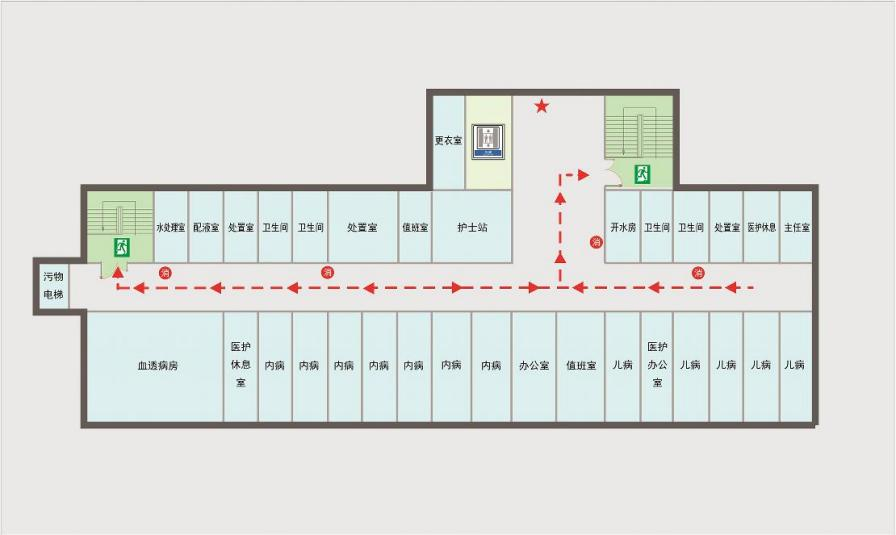 更衣室
水处理室
配液室
处置室
卫生间
卫生间
处置室
值班室
护士站
开水房
卫生间
卫生间
处置室
医护休息
主任室
消
消
消
消
污物
电梯
血透病房
医护
休息
室
内病
内病
内病
内病
内病
内病
内病
办公室
值班室
儿病
医护
办公
室
儿病
儿病
儿病
儿病